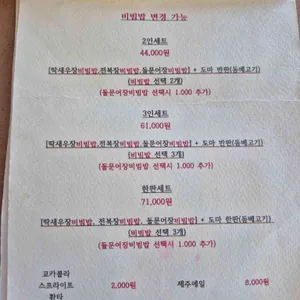 비빔밥 변경 가능
2인세트
44,000원
[딱새우장비빔밥,전복장비빔밥,돌문어장비빔밥] + 도마 반판(돔베고기)
(비빔밥 선택 2개)
(돌문어장비빔밥 선택시 1.000 추가)
3인세트
61,000원
[딱새우장비빔밥,전복장비빔밥,돌문어장비빔밥] + 도마 반판(돔베고기)
(비빔밥 선택 3개)
(돌문어장비빔밥 선택시 1.000 추가)
한판세트
71,000원
[딱새우장비빔밥, 전복장비빔밥, 돌문어장비빔밥] + 도마 한판(돔베고기)
(비빔밥 선택 3개)
(돌문어장비빔밥 선택시 1.000 추가)
코카콜라
스프라이트 2,000원 제주에일 8,000원
환타